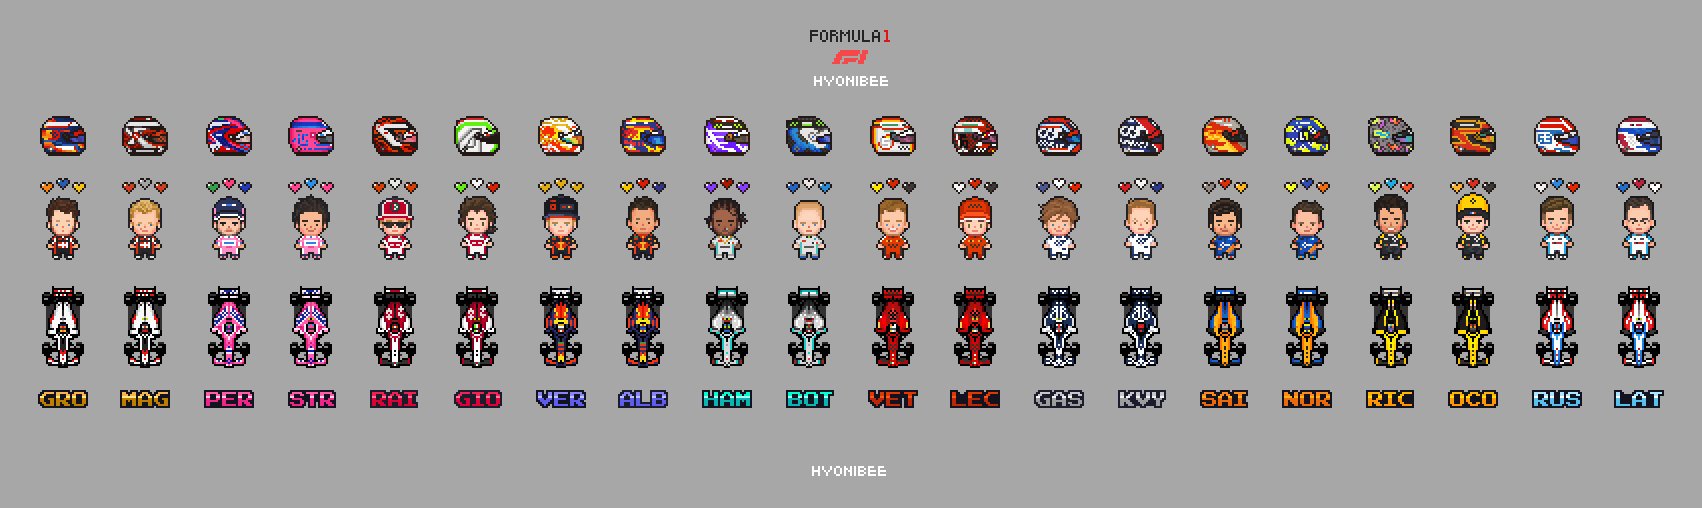 FORMULA1
F1
HYONIBEE
GRO MAG PER STR RAI GIO VER ALB HAM BOT VET LEC GAS KVY SAI NOR RIC OCO RUS LAT
HYONIBEE